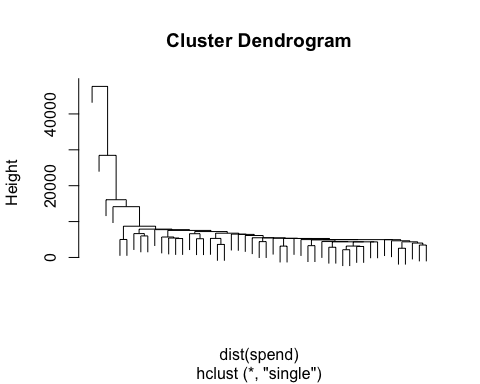 Cluster Dendrogram
Height
40000
20000
0
dist(spend)
hclust (*, "single")